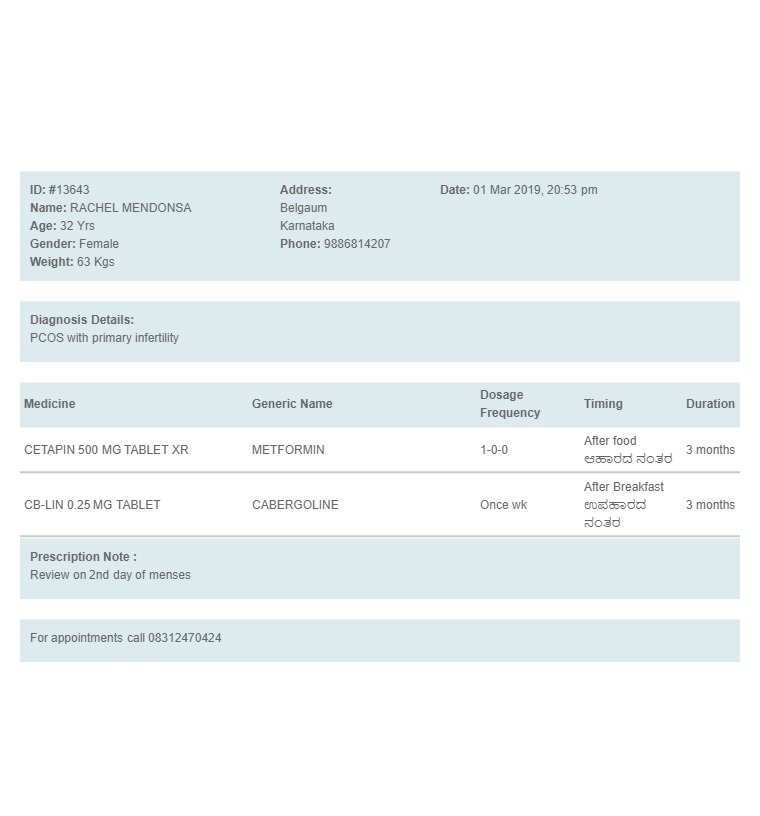 ID: #13643
Name: RACHEL MENDONSA
Age: 32 Yrs
Gender: Female
Weight: 63 Kgs
Address:
Belgaum
Karnataka
Phone: 9886814207
Date: 01 Mar 2019, 20:53 pm
Diagnosis Details:
PCOS with primary infertility
Medicine Generic Name Dosage Frequency Timing Duration
CETAPIN 500 MG TABLET XR METFORMIN 1-0-0 After food 3 months
ಆಹಾರದ ನಂತರ
CB-LIN 0.25 MG TABLET CABERGOLINE Once wk After Breakfast 3 months
ಉಪಹಾರದ
ನಂತರ
Prescription Note :
Review on 2nd day of menses
For appointments call 08312470424